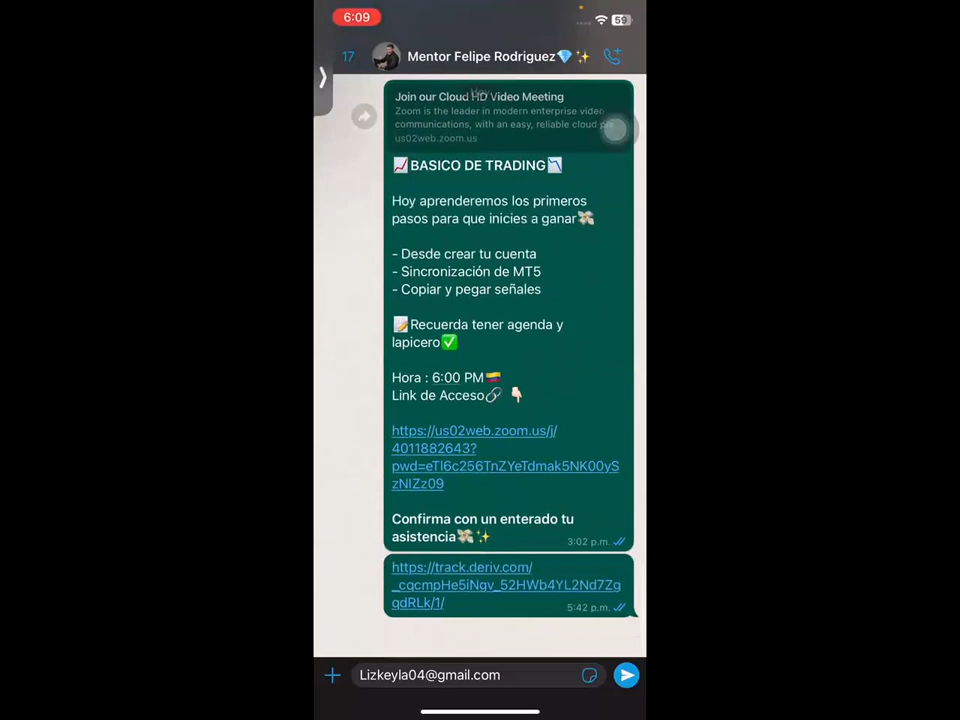 6:09
59
17
Mentor Felipe Rodriguez💎✨
Join our Cloud HD Video Meeting
Zoom is the leader in modern enterprise video
communications, with an easy, reliable cloud
us02web.zoom.us
📈BASICO DE TRADING📉
Hoy aprenderemos los primeros
pasos para que inicies a ganar💸
- Desde crear tu cuenta
- Sincronización de MT5
- Copiar y pegar señales
📝Recuerda tener agenda y
lapicero✅
Hora : 6:00 PM🇨🇴
Link de Acceso🔗 👇🏻
https://us02web.zoom.us/j/
4011882643?
pwd=eTl6c256TnZYeTdmak5NK00yS
zNIZz09
Confirma con un enterado tu
asistencia💸✨
3:02 p.m.
https://track.deriv.com/
_cqcmpHe5iNgv_52HWb4YL2Nd7Zg
qdRLk/1/
5:42 p.m.
Lizkeyla04@gmail.com